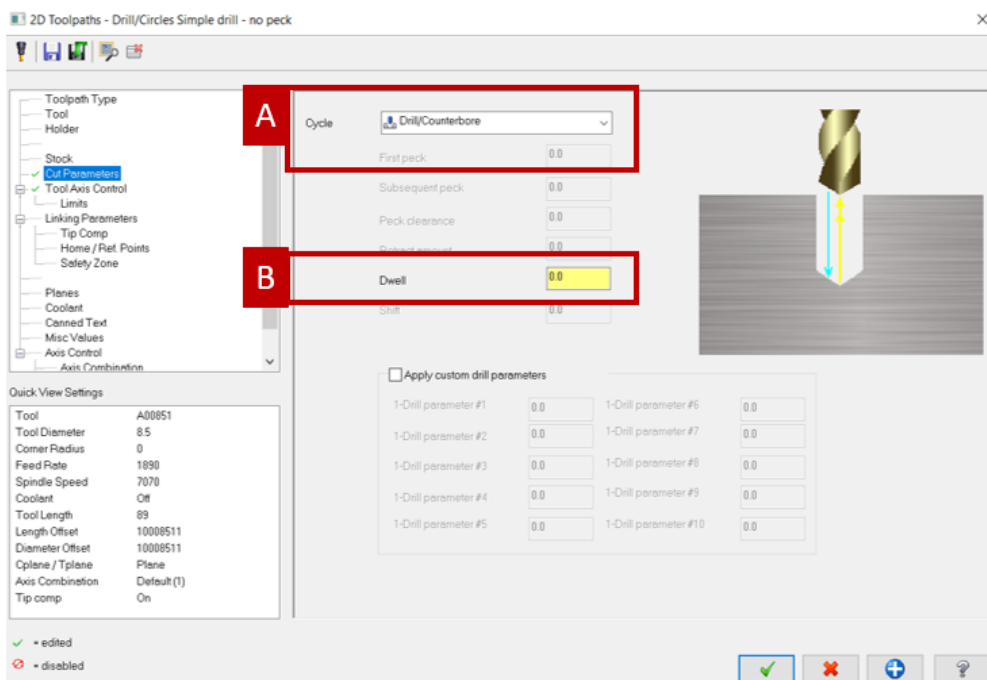 2D Toolpaths - Drill/Circles Simple drill - no peck
Toolpath Type
Tool
Holder
Stock
Cut Parameters
Tool Axis Control
Limits
Linking Parameters
Tip Comp
Home / Ref. Points
Safety Zone
Planes
Coolant
Canned Text
Misc Values
Axis Control
Axis Combination
A
Cycle Drill/Counterbore
First peck 0.0
Subsequent peck 0.0
Peck clearance 0.0
Retract amount 0.0
B
Dwell 0.0
Shift 0.0
Apply custom drill parameters
1-Drill parameter #1 0.0 1-Drill parameter #6 0.0
1-Drill parameter #2 0.0 1-Drill parameter #7 0.0
1-Drill parameter #3 0.0 1-Drill parameter #8 0.0
1-Drill parameter #4 0.0 1-Drill parameter #9 0.0
1-Drill parameter #5 0.0 1-Drill parameter #10 0.0
Quick View Settings
Tool A00851
Tool Diameter 8.5
Corner Radius 0
Feed Rate 1890
Spindle Speed 7070
Coolant Off
Tool Length 89
Length Offset 10008511
Diameter Offset 10008511
Cplane / Tplane Plane
Axis Combination Default (1)
Tip comp On
= edited
= disabled